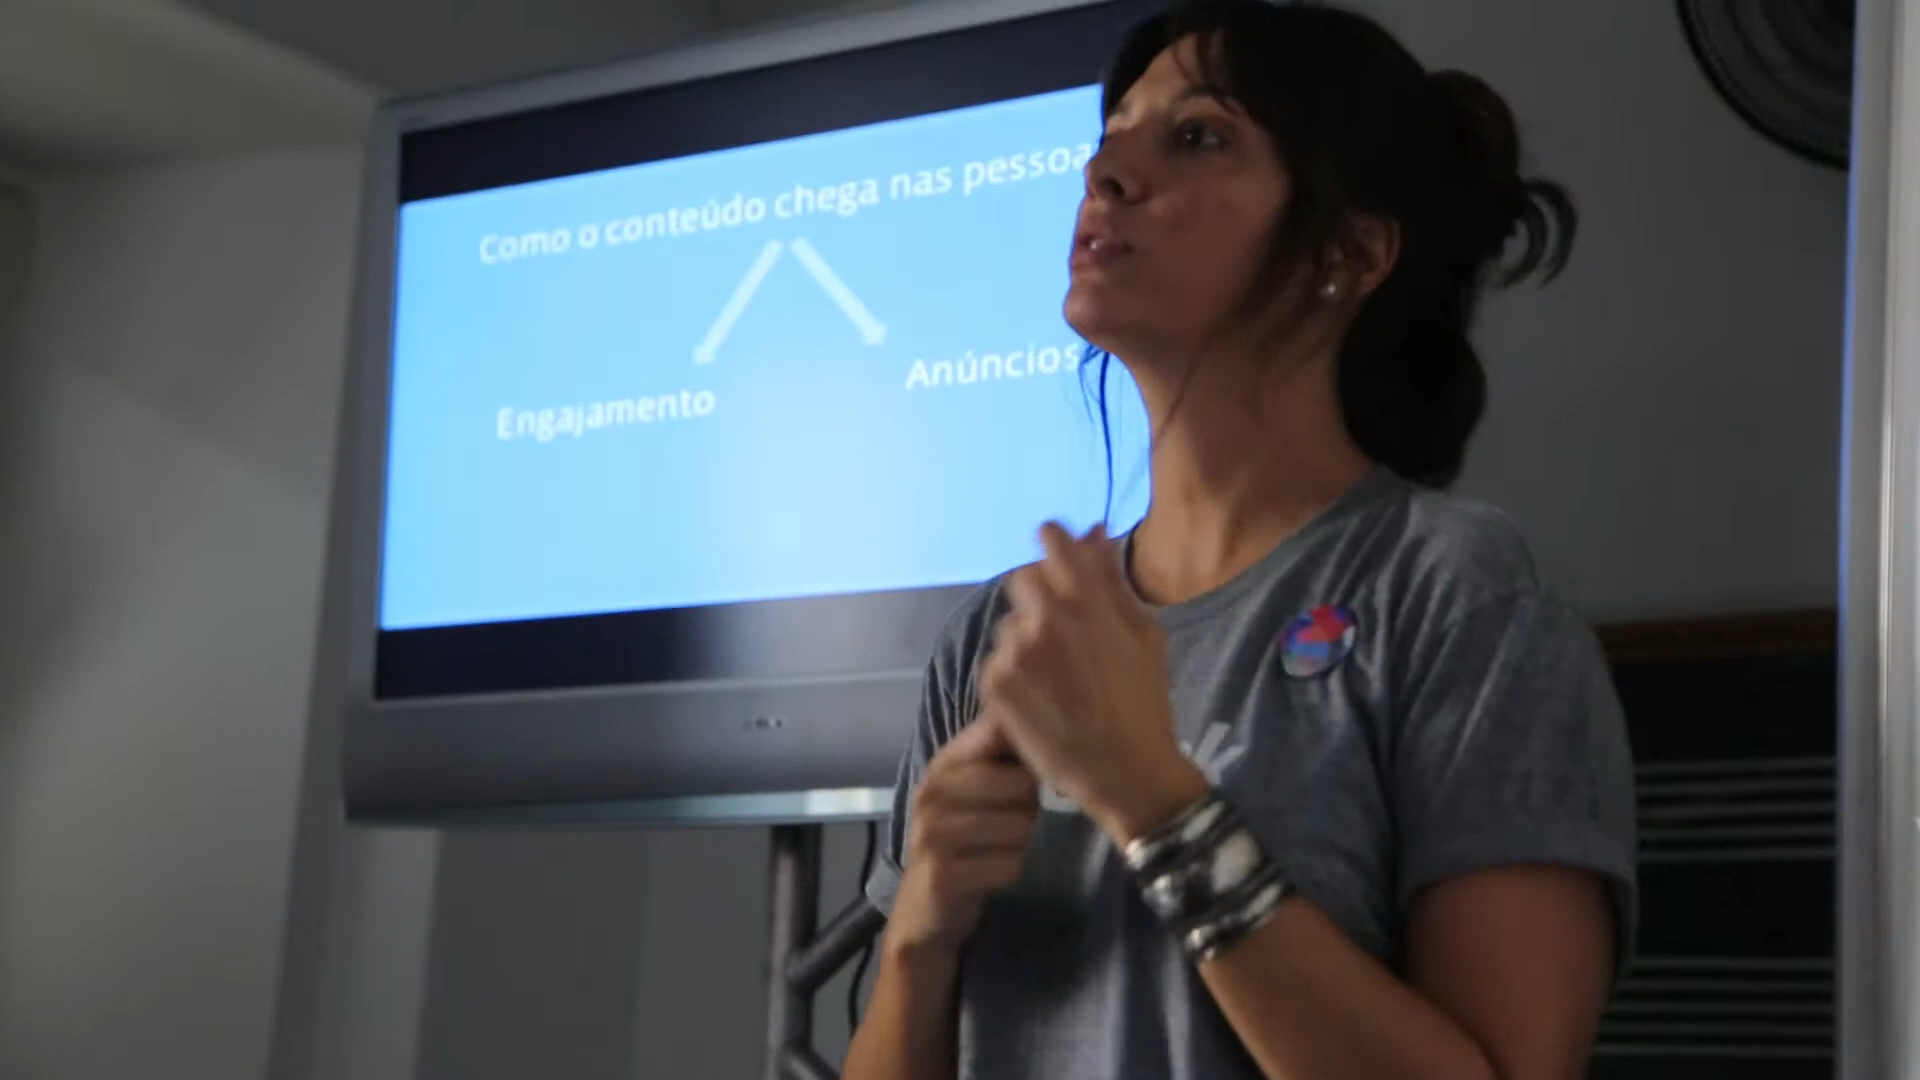 Como o conteúdo chega nas pessoa
Engajamento
Anúncios